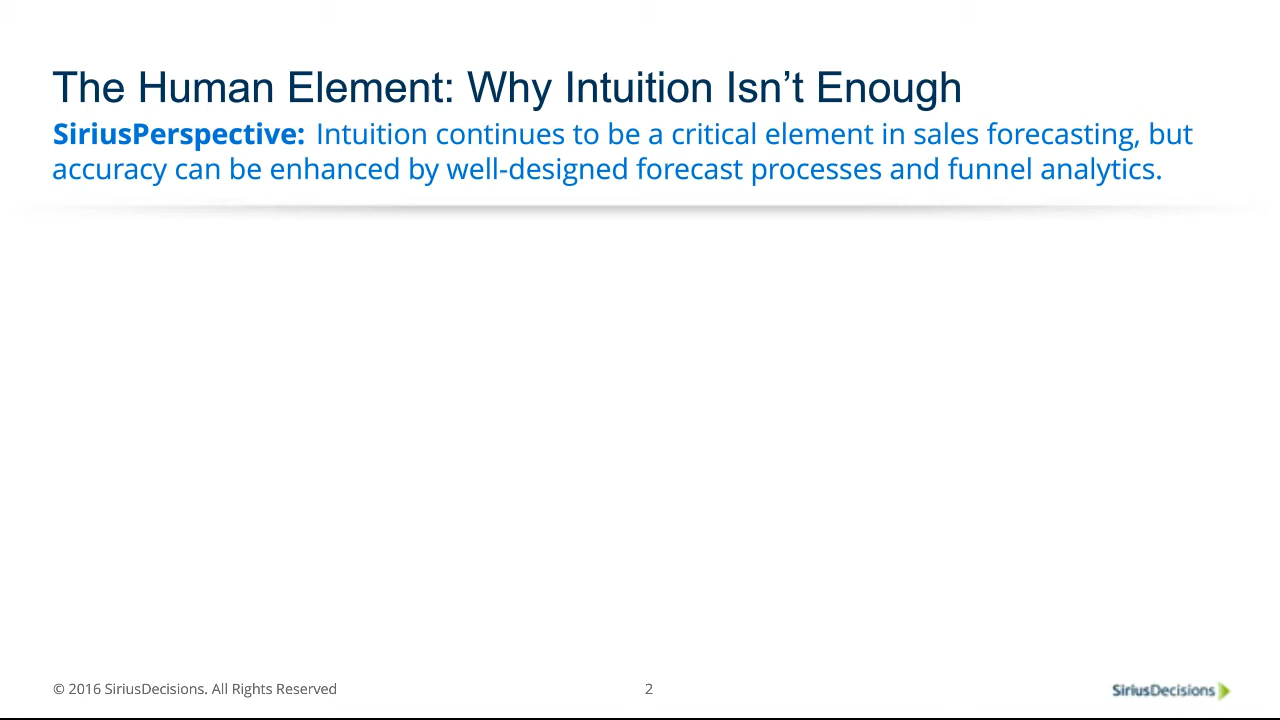 The Human Element: Why Intuition Isn’t Enough
SiriusPerspective: Intuition continues to be a critical element in sales forecasting, but
accuracy can be enhanced by well-designed forecast processes and funnel analytics.
© 2016 SiriusDecisions. All Rights Reserved
2
SiriusDecisions